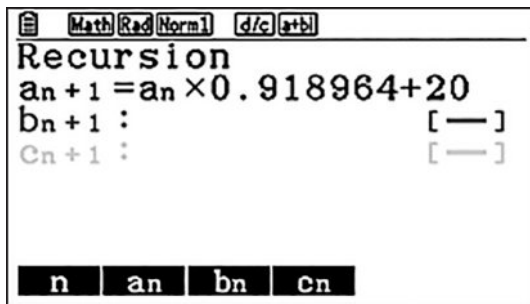 Math Rad Norm1 d/c a+bi
Recursion
an+1=an×0.918964+20
bn+1: [—]
cn+1: [—]
n an bn cn